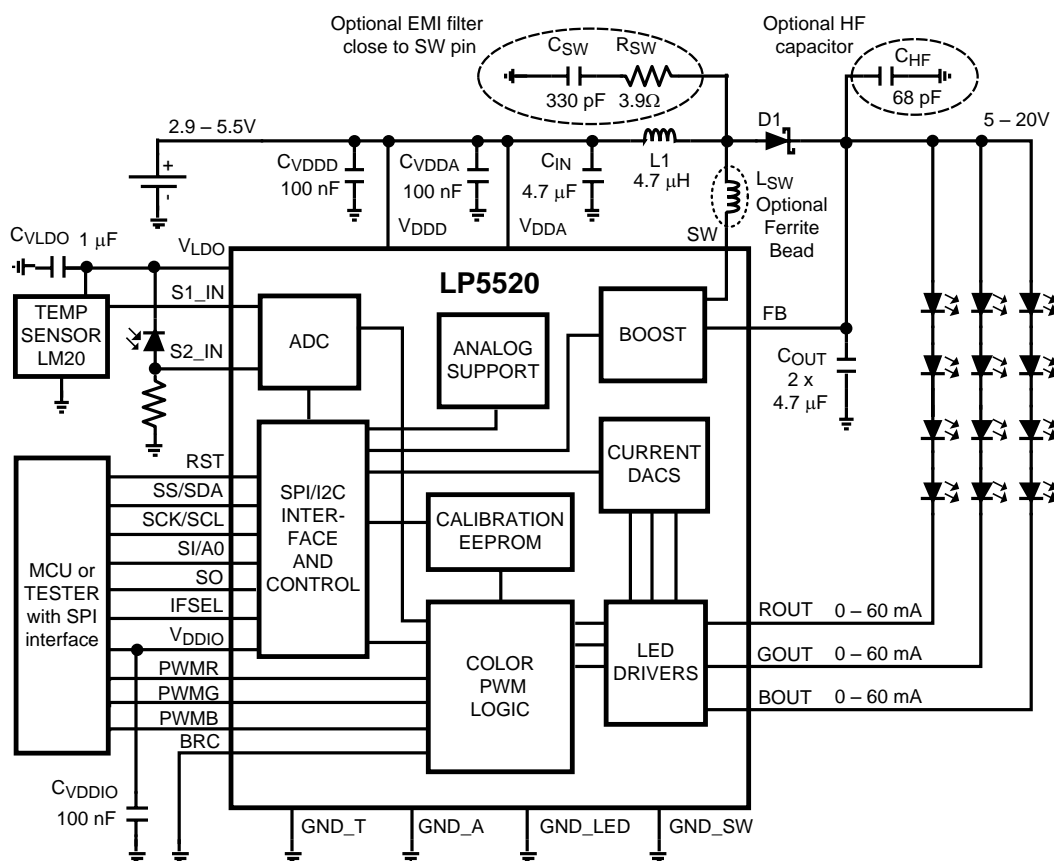 Optional EMI filter
close to SW pin
CSW
RSW
330 pF
3.9Ω
Optional HF
capacitor
CHF
68 pF
2.9 – 5.5V
D1
5 – 20V
+
-
CVDDD
100 nF
CVDDA
100 nF
CIN
4.7 μF
L1
4.7 μH
LSW
Optional
Ferrite
Bead
VDDD
VDDA
SW
CVLDO
1 μF
VLDO
LP5520
TEMP
SENSOR
LM20
S1_IN
S2_IN
ADC
ANALOG
SUPPORT
BOOST
FB
COUT
2 x
4.7 μF
MCU or
TESTER
with SPI
interface
RST
SS/SDA
SCK/SCL
SI/A0
SO
IFSEL
VDDIO
PWMR
PWMG
PWMB
BRC
SPI/I2C
INTER-
FACE
AND
CONTROL
CURRENT
DACS
CALIBRATION
EEPROM
COLOR
PWM
LOGIC
LED
DRIVERS
ROUT
0 – 60 mA
GOUT
0 – 60 mA
BOUT
0 – 60 mA
CVDDIO
100 nF
GND_T
GND_A
GND_LED
GND_SW